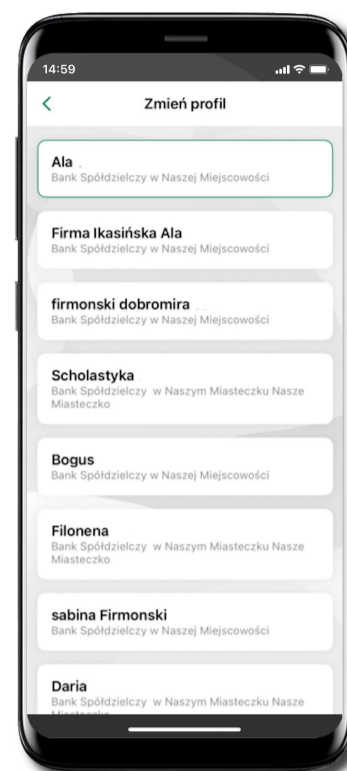 14:59
Zmień profil
Ala
Bank Spółdzielczy w Naszej Miejscowości
Firma Ikasińska Ala
Bank Spółdzielczy w Naszej Miejscowości
firmonski dobromira
Bank Spółdzielczy w Naszej Miejscowości
Scholastyka
Bank Spółdzielczy w Naszym Miasteczku Nasze
Miasteczko
Bogus
Bank Spółdzielczy w Naszej Miejscowości
Filonena
Bank Spółdzielczy w Naszym Miasteczku Nasze
Miasteczko
sabina Firmonski
Bank Spółdzielczy w Naszej Miejscowości
Daria
Bank Spółdzielczy w Naszym Miasteczku Nasze